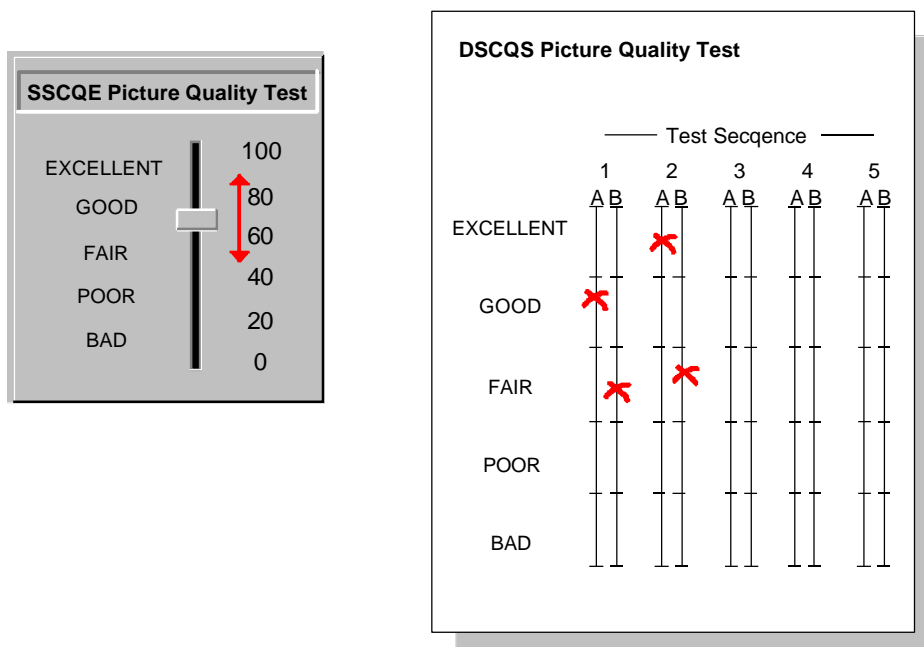 SSCQE Picture Quality Test
100
EXCELLENT
80
GOOD
60
FAIR
40
POOR
20
BAD
0
DSCQS Picture Quality Test
Test Secqence
1 2 3 4 5
A B A B A B A B A B
EXCELLENT
GOOD
FAIR
POOR
BAD